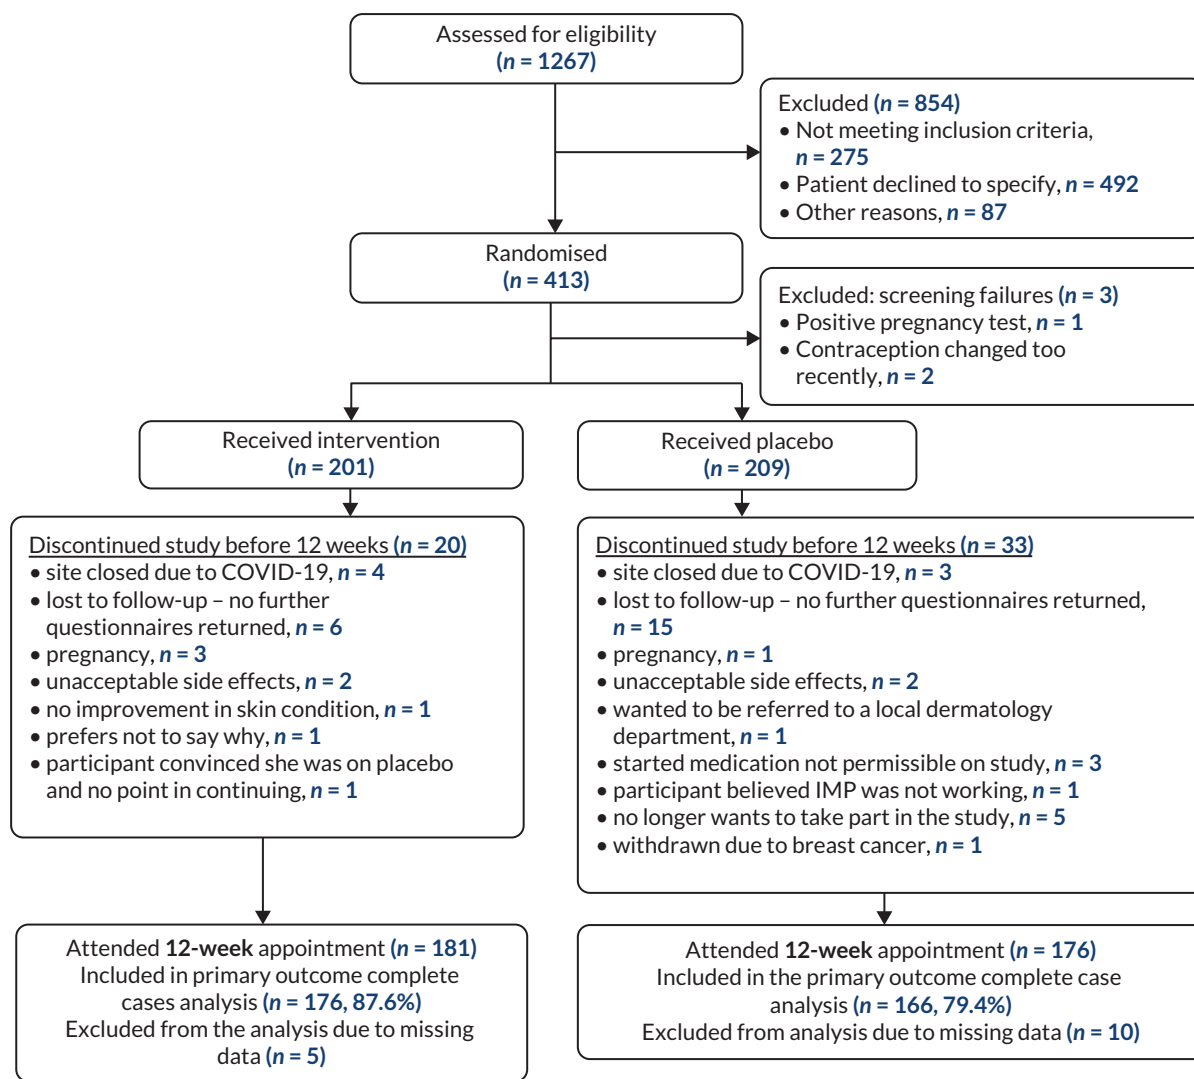 Assessed for eligibility
(n = 1267)
Excluded (n = 854)
• Not meeting inclusion criteria,
n = 275
• Patient declined to specify, n = 492
• Other reasons, n = 87
Randomised
(n = 413)
Excluded: screening failures (n = 3)
• Positive pregnancy test, n = 1
• Contraception changed too
recently, n = 2
Received intervention
(n = 201)
Received placebo
(n = 209)
Discontinued study before 12 weeks (n = 20)
• site closed due to COVID-19, n = 4
• lost to follow-up – no further
questionnaires returned, n = 6
• pregnancy, n = 3
• unacceptable side effects, n = 2
• no improvement in skin condition, n = 1
• prefers not to say why, n = 1
• participant convinced she was on placebo
and no point in continuing, n = 1
Discontinued study before 12 weeks (n = 33)
• site closed due to COVID-19, n = 3
• lost to follow-up – no further questionnaires returned,
n = 15
• pregnancy, n = 1
• unacceptable side effects, n = 2
• wanted to be referred to a local dermatology
department, n = 1
• started medication not permissible on study, n = 3
• participant believed IMP was not working, n = 1
• no longer wants to take part in the study, n = 5
• withdrawn due to breast cancer, n = 1
Attended 12-week appointment (n = 181)
Included in primary outcome complete
cases analysis (n = 176, 87.6%)
Excluded from the analysis due to missing
data (n = 5)
Attended 12-week appointment (n = 176)
Included in the primary outcome complete case
analysis (n = 166, 79.4%)
Excluded from analysis due to missing data (n = 10)